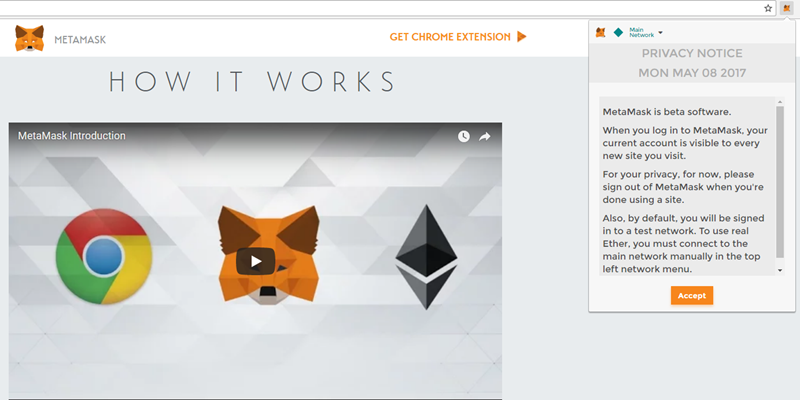 METAMASK
GET CHROME EXTENSION
HOW IT WORKS
MetaMask Introduction
Main
Network
PRIVACY NOTICE
MON MAY 08 2017
MetaMask is beta software.
When you log in to MetaMask, your
current account is visible to every
new site you visit.
For your privacy, for now, please
sign out of MetaMask when you're
done using a site.
Also, by default, you will be signed
in to a test network. To use real
Ether, you must connect to the
main network manually in the top
left network menu.
Accept